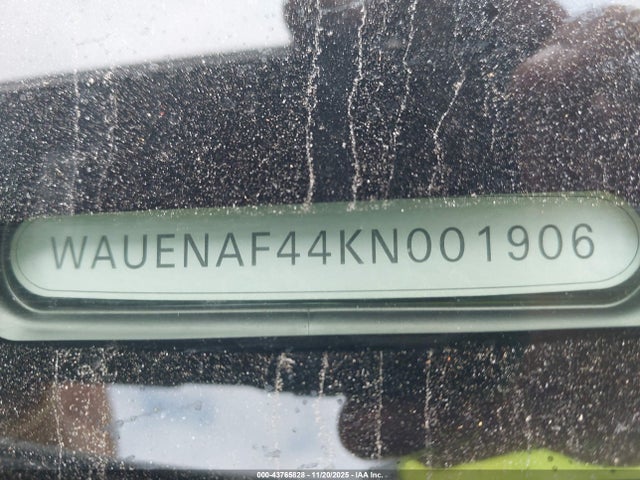 WAUENAF44KN001906
000-43765828 - 11/20/2025 - IAA Inc.